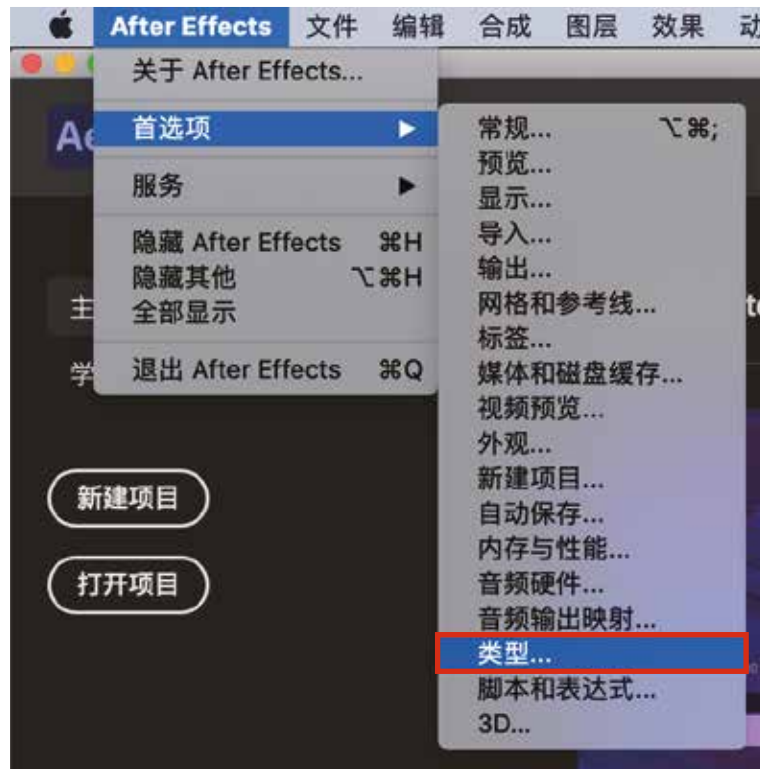 After Effects 文件 编辑 合成 图层 效果 动
关于 After Effects...
首选项
服务
隐藏 After Effects ⌘H
隐藏其他 ⌥⌘H
全部显示
退出 After Effects ⌘Q
常规... ⌥⌘;
预览...
显示...
导入...
输出...
网格和参考线...
标签...
媒体和磁盘缓存...
视频预览...
外观...
新建项目...
自动保存...
内存与性能...
音频硬件...
音频输出映射...
类型...
脚本和表达式...
3D...
Ae
主
学
新建项目
打开项目